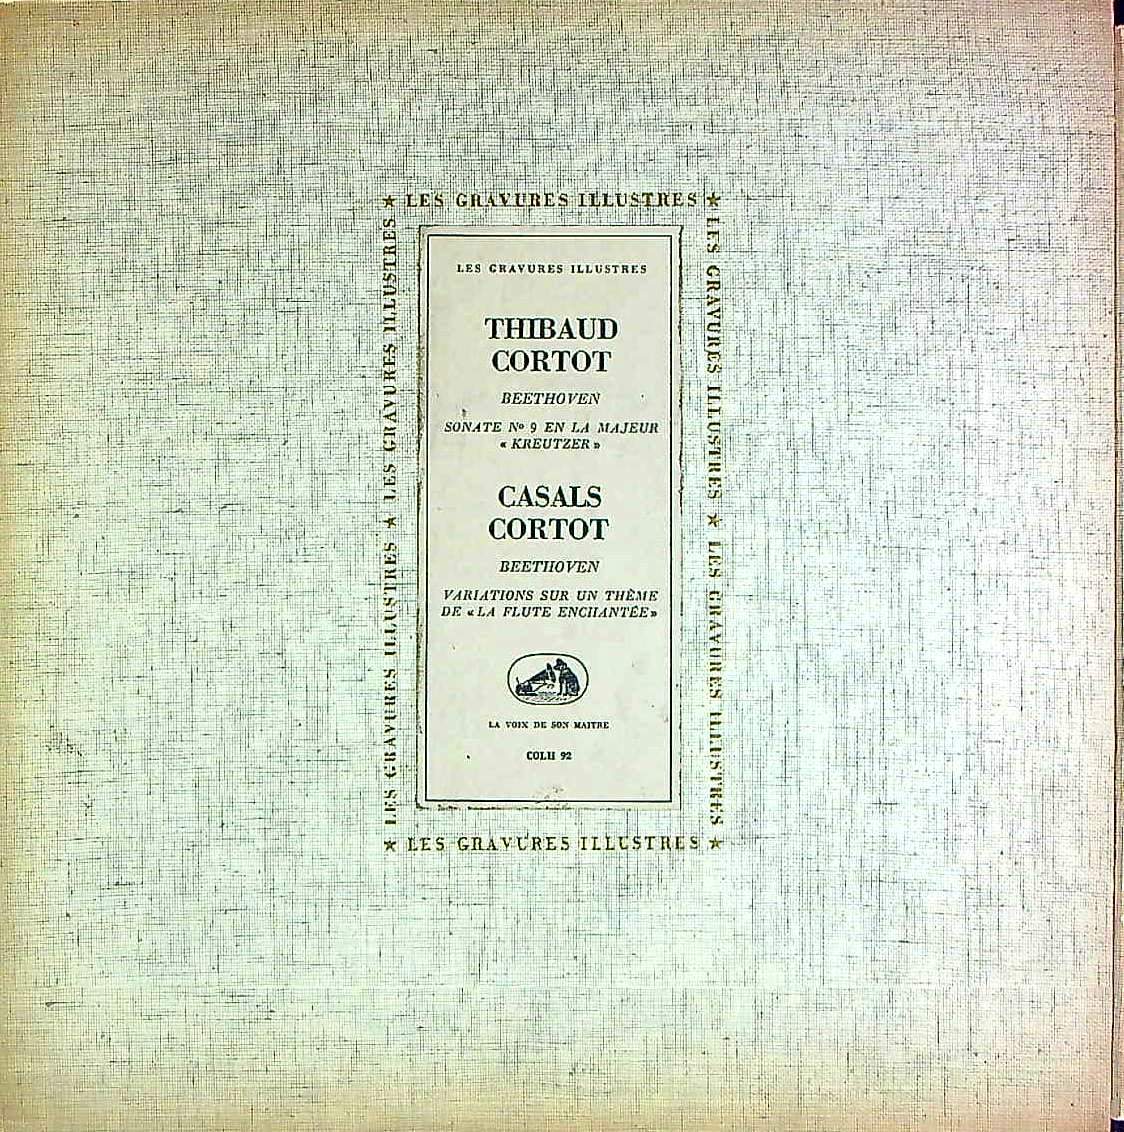 ★ LES GRAVURES ILLUSTRES ★
LES GRAVURES ILLUSTRES ★ LES GRAVURES ILLUSTRES
LES GRAVURES ILLUSTRES ★ LES GRAVURES ILLUSTRES
LES GRAVURES ILLUSTRES
THIBAUD
CORTOT
BEETHOVEN
SONATE Nº 9 EN LA MAJEUR
« KREUTZER »
CASALS
CORTOT
BEETHOVEN
VARIATIONS SUR UN THÊME
DE « LA FLUTE ENCHANTÉE »
LA VOIX DE SON MAITRE
COLH 92
★ LES GRAVURES ILLUSTRES ★